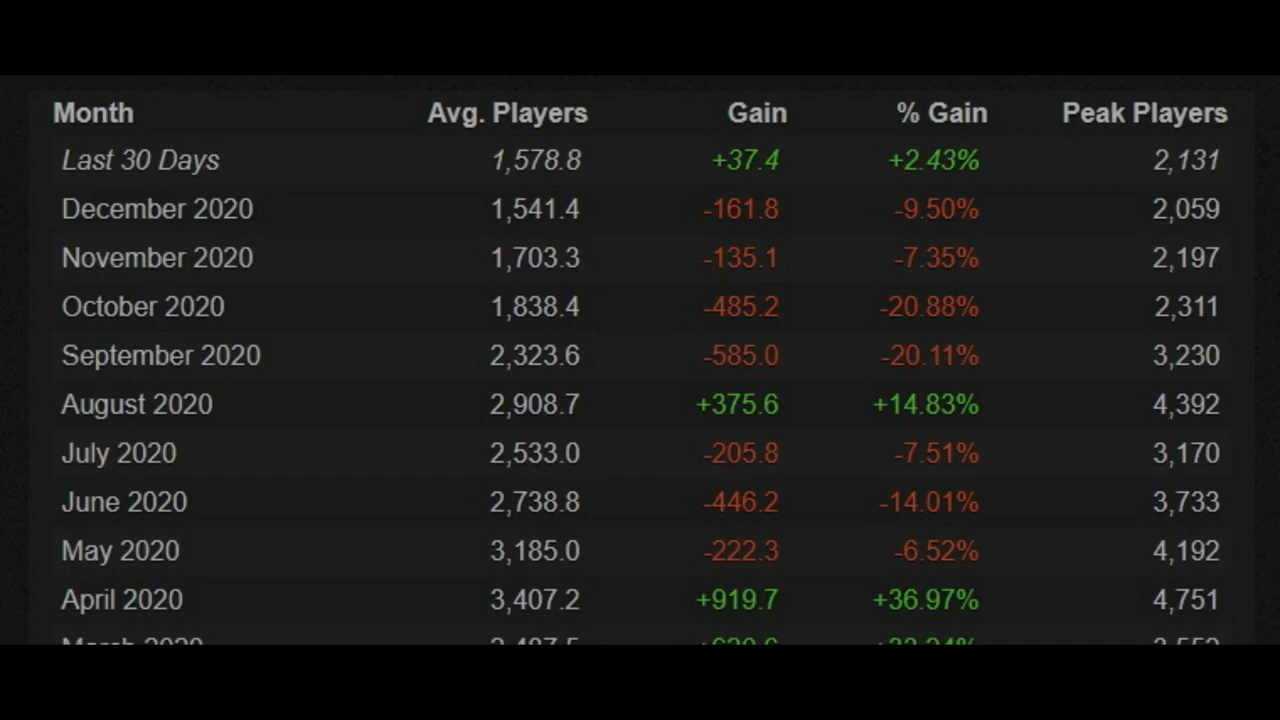 Month Avg. Players Gain % Gain Peak Players
Last 30 Days 1,578.8 +37.4 +2.43% 2,131
December 2020 1,541.4 -161.8 -9.50% 2,059
November 2020 1,703.3 -135.1 -7.35% 2,197
October 2020 1,838.4 -485.2 -20.88% 2,311
September 2020 2,323.6 -585.0 -20.11% 3,230
August 2020 2,908.7 +375.6 +14.83% 4,392
July 2020 2,533.0 -205.8 -7.51% 3,170
June 2020 2,738.8 -446.2 -14.01% 3,733
May 2020 3,185.0 -222.3 -6.52% 4,192
April 2020 3,407.2 +919.7 +36.97% 4,751
March 2020